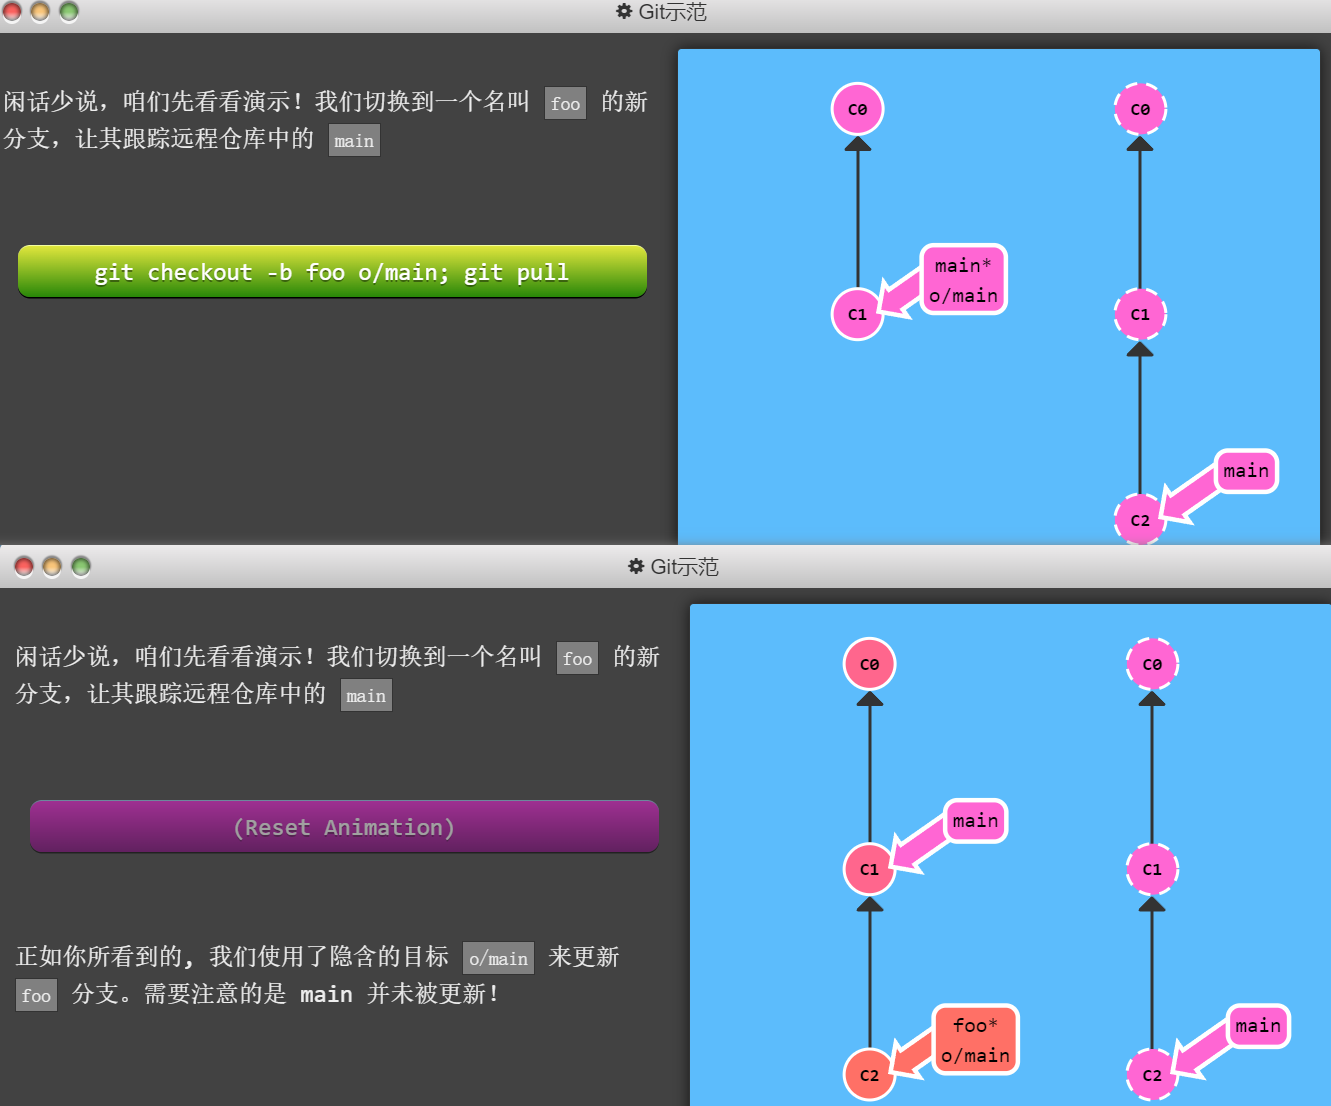 Git示范
闲话少说，咱们先看看演示！我们切换到一个名叫 foo 的新
分支，让其跟踪远程仓库中的 main
git checkout -b foo o/main; git pull
C0
C1
main*
o/main
C0
C1
main
C2
Git示范
闲话少说，咱们先看看演示！我们切换到一个名叫 foo 的新
分支，让其跟踪远程仓库中的 main
(Reset Animation)
正如你所看到的, 我们使用了隐含的目标 o/main 来更新
foo 分支。需要注意的是 main 并未被更新！
C0
main
C1
foo*
o/main
C2
C0
C1
main
C2